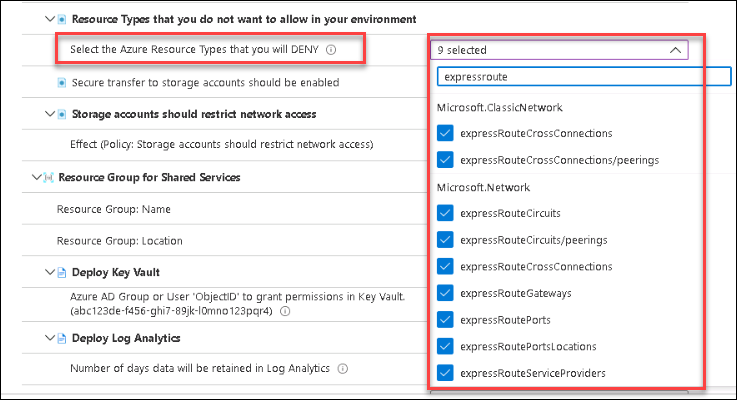 Resource Types that you do not want to allow in your environment
Select the Azure Resource Types that you will DENY
9 selected
expressroute
Secure transfer to storage accounts should be enabled
Microsoft.ClassicNetwork
Storage accounts should restrict network access
expressRouteCrossConnections
Effect (Policy: Storage accounts should restrict network access)
expressRouteCrossConnections/peerings
Resource Group for Shared Services
Microsoft.Network
Resource Group: Name
expressRouteCircuits
Resource Group: Location
expressRouteCircuits/peerings
Deploy Key Vault
expressRouteCrossConnections
Azure AD Group or User 'ObjectID' to grant permissions in Key Vault.
(abc123de-f456-ghi7-89jk-l0mno123pqr4)
expressRouteGateways
expressRoutePorts
Deploy Log Analytics
expressRoutePortsLocations
Number of days data will be retained in Log Analytics
expressRouteServiceProviders